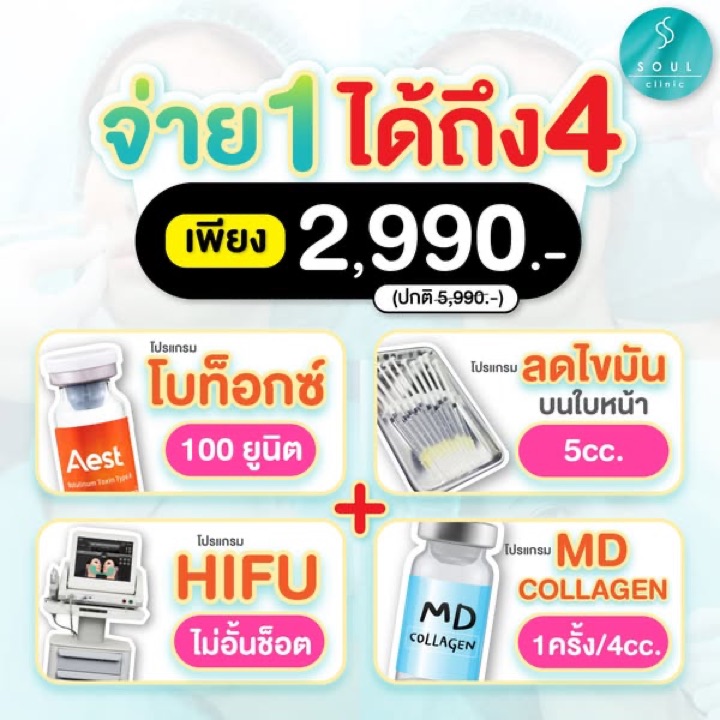 SOUL
clinic
จ่าย 1 ได้ถึง 4
เพียง 2,990.-
(ปกติ 5,990.-)
โปรแกรม
โบท็อกซ์
100 ยูนิต
Aest
Botulinum Toxin Type A
โปรแกรม ลดไขมัน
บนใบหน้า
5cc.
+
โปรแกรม
HIFU
ไม่อั้นช็อต
โปรแกรม MD
COLLAGEN
1ครั้ง/4cc.
MD
COLLAGEN